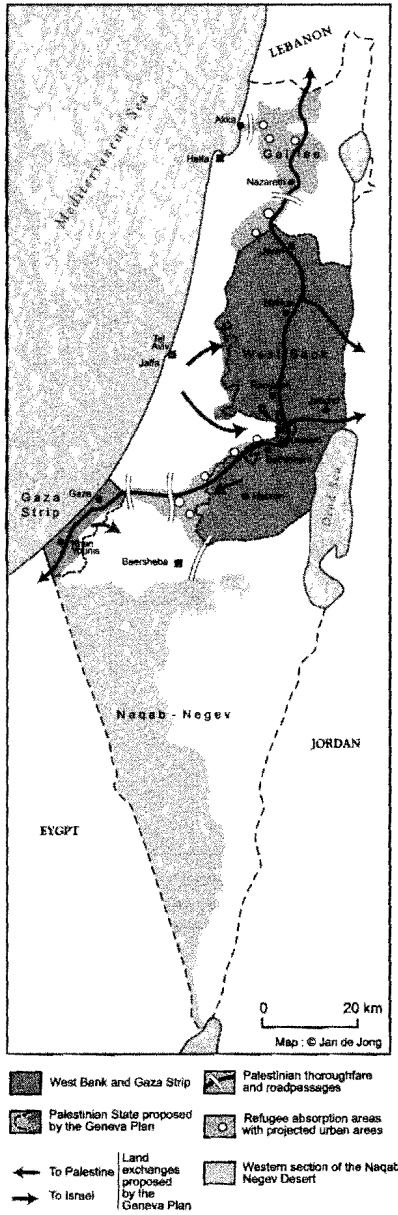 LEBANON
Mediterranean Sea
Akka
Haifa
Galilee
Nazareth
Tel
Aviv
Jaffa
West Bank
Gaza
Strip
Gaza
Khan
Younis
Dead Sea
Baersheba
Naqab - Negev
JORDAN
EYGPT
0 20 km
Map : © Jan de Jong
West Bank and Gaza Strip
Palestinian State proposed
by the Geneva Plan
To Palestine
To Israel
Land
exchanges
proposed
by the
Geneva Plan
Palestinian thoroughfare
and roadpassages
Refugee absorption areas
with projected urban areas
Western section of the Naqab
Negev Desert